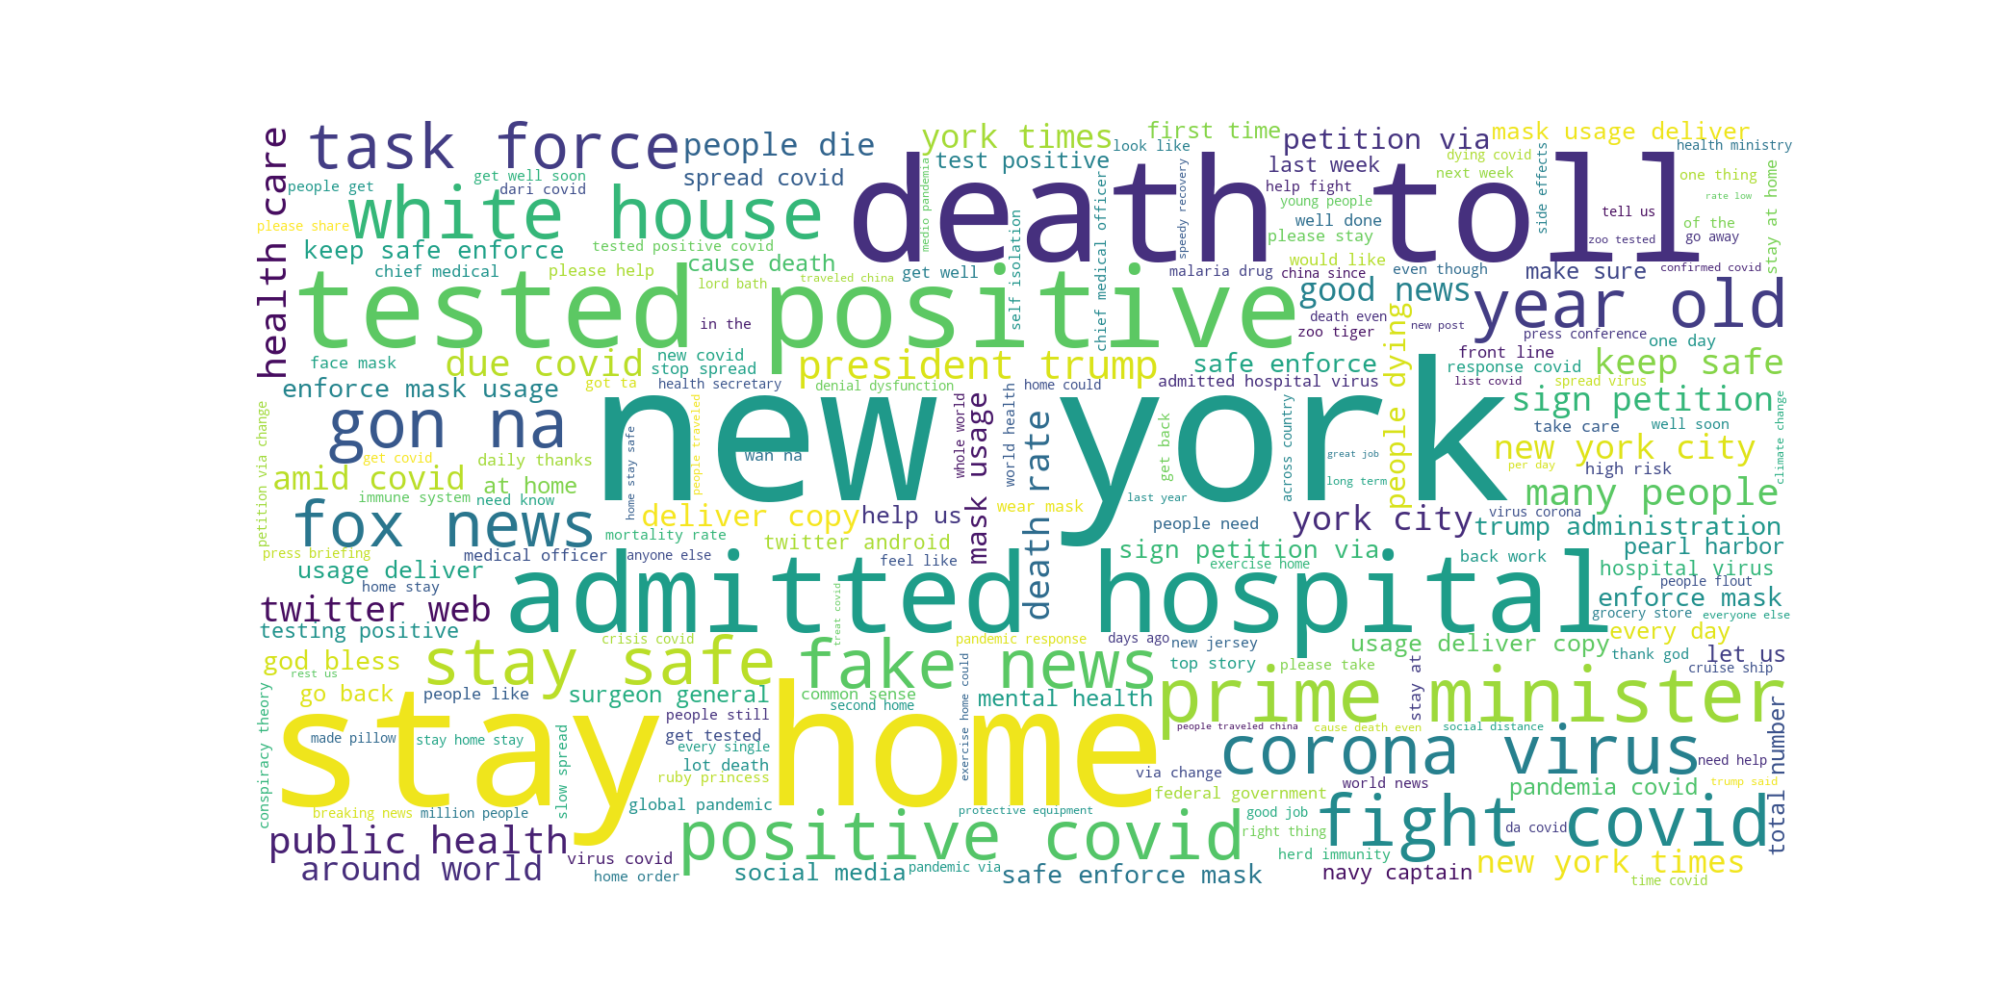 task force
people die
york times
first time
petition via
mask usage deliver
look like
health ministry
health care
people get
get well soon
dari covid
spread covid
test positive
medio pandemia
death toll
last week
dying covid
next week
side effects
one thing
rate low
stay at home
help fight
young people
well done
tell us
of the
go away
please share
white house
chief medical officer
speedy recovery
please stay
zoo tested
keep safe enforce
tested positive covid
self isolation
cause death
would like
chief medical
please help
lord bath
traveled china
get well
malaria drug
china since
even though
make sure
confirmed covid
tested positive
good news
year old
in the
death even
zoo tiger
new post
press conference
one day
face mask
due covid
new covid
stop spread
president trump
safe enforce
people dying
front line
response covid
keep safe
enforce mask usage
got ta
health secretary
denial dysfunction
home could
admitted hospital virus
list covid
spread virus
sign petition
climate change
gon na
new york
world health
whole world
mask usage
death rate
take care
well soon
petition via change
get covid
daily thanks
home stay safe
people traveled
wan na
get back
across country
great job
new york city
per day
high risk
amid covid
at home
immune system
need know
long term
last year
many people
fox news
deliver copy
help us
wear mask
people need
york city
virus corona
trump administration
mortality rate
twitter android
press briefing
medical officer
anyone else
feel like
sign petition via
exercise home
back work
pearl harbor
usage deliver
hospital virus
people flout
home stay
admitted hospital
enforce mask
twitter web
treat covid
grocery store
everyone else
testing positive
crisis covid
pandemic response
days ago
new jersey
usage deliver copy
every day
god bless
stay safe
fake news
top story
please take
thank god
let us
cruise ship
rest us
go back
people like
surgeon general
common sense
second home
exercise home could
mental health
prime minister
stay at
total number
conspiracy theory
stay home
people still
people traveled china
cause death even
social distance
made pillow
stay home stay
get tested
every single
corona virus
need help
slow spread
lot death
ruby princess
via change
world news
trump said
federal government
pandemia covid
breaking news
million people
global pandemic
protective equipment
good job
fight covid
da covid
public health
positive covid
right thing
herd immunity
new york times
around world
virus covid
home order
social media
pandemic via
safe enforce mask
navy captain
time covid